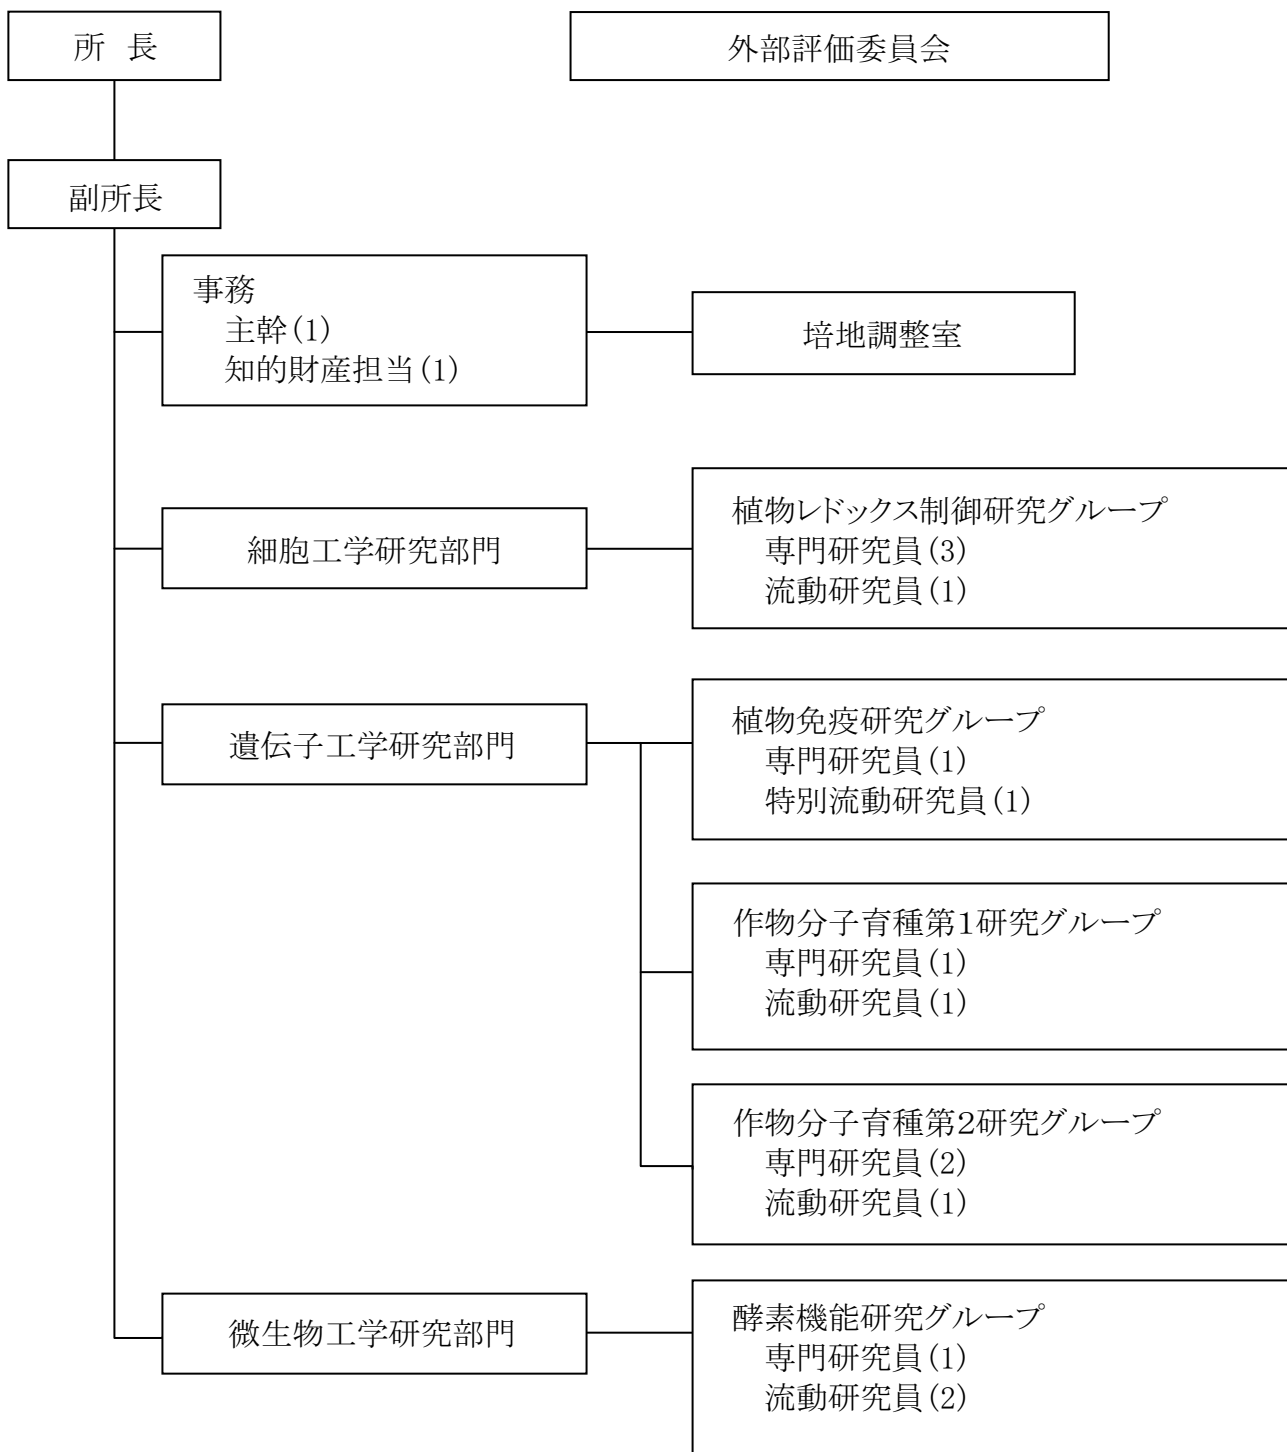 所 長
外部評価委員会
副所長
事務
主幹(1)
知的財産担当(1)
培地調整室
細胞工学研究部門
植物レドックス制御研究グループ
専門研究員(3)
流動研究員(1)
遺伝子工学研究部門
植物免疫研究グループ
専門研究員(1)
特別流動研究員(1)
作物分子育種第1研究グループ
専門研究員(1)
流動研究員(1)
作物分子育種第2研究グループ
専門研究員(2)
流動研究員(1)
微生物工学研究部門
酵素機能研究グループ
専門研究員(1)
流動研究員(2)